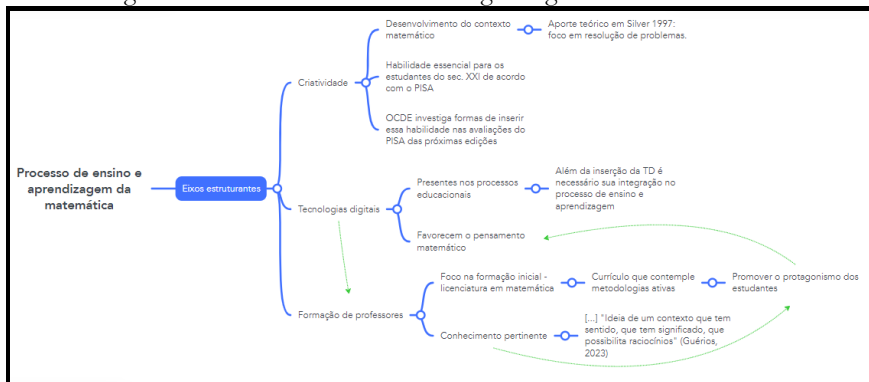 Desenvolvimento do contexto
matemático
Aporte teórico em Silver 1997:
foco em resolução de problemas.
Criatividade
Habilidade essencial para os
estudantes do sec. XXI de acordo
com o PISA
OCDE investiga formas de inserir
essa habilidade nas avaliações do
PISA das próximas edições
Processo de ensino e
aprendizagem da
matemática
Eixos estruturantes
Tecnologias digitais
Presentes nos processos
educacionais
Além da inserção da TD é
necessário sua integração no
processo de ensino e
aprendizagem
Favorecem o pensamento
matemático
Formação de professores
Foco na formação inicial -
licenciatura em matemática
Currículo que contemple
metodologias ativas
Promover o protagonismo dos
estudantes
Conhecimento pertinente
[...] "Ideia de um contexto que tem
sentido, que tem significado, que
possibilita raciocínios" (Guérios,
2023)